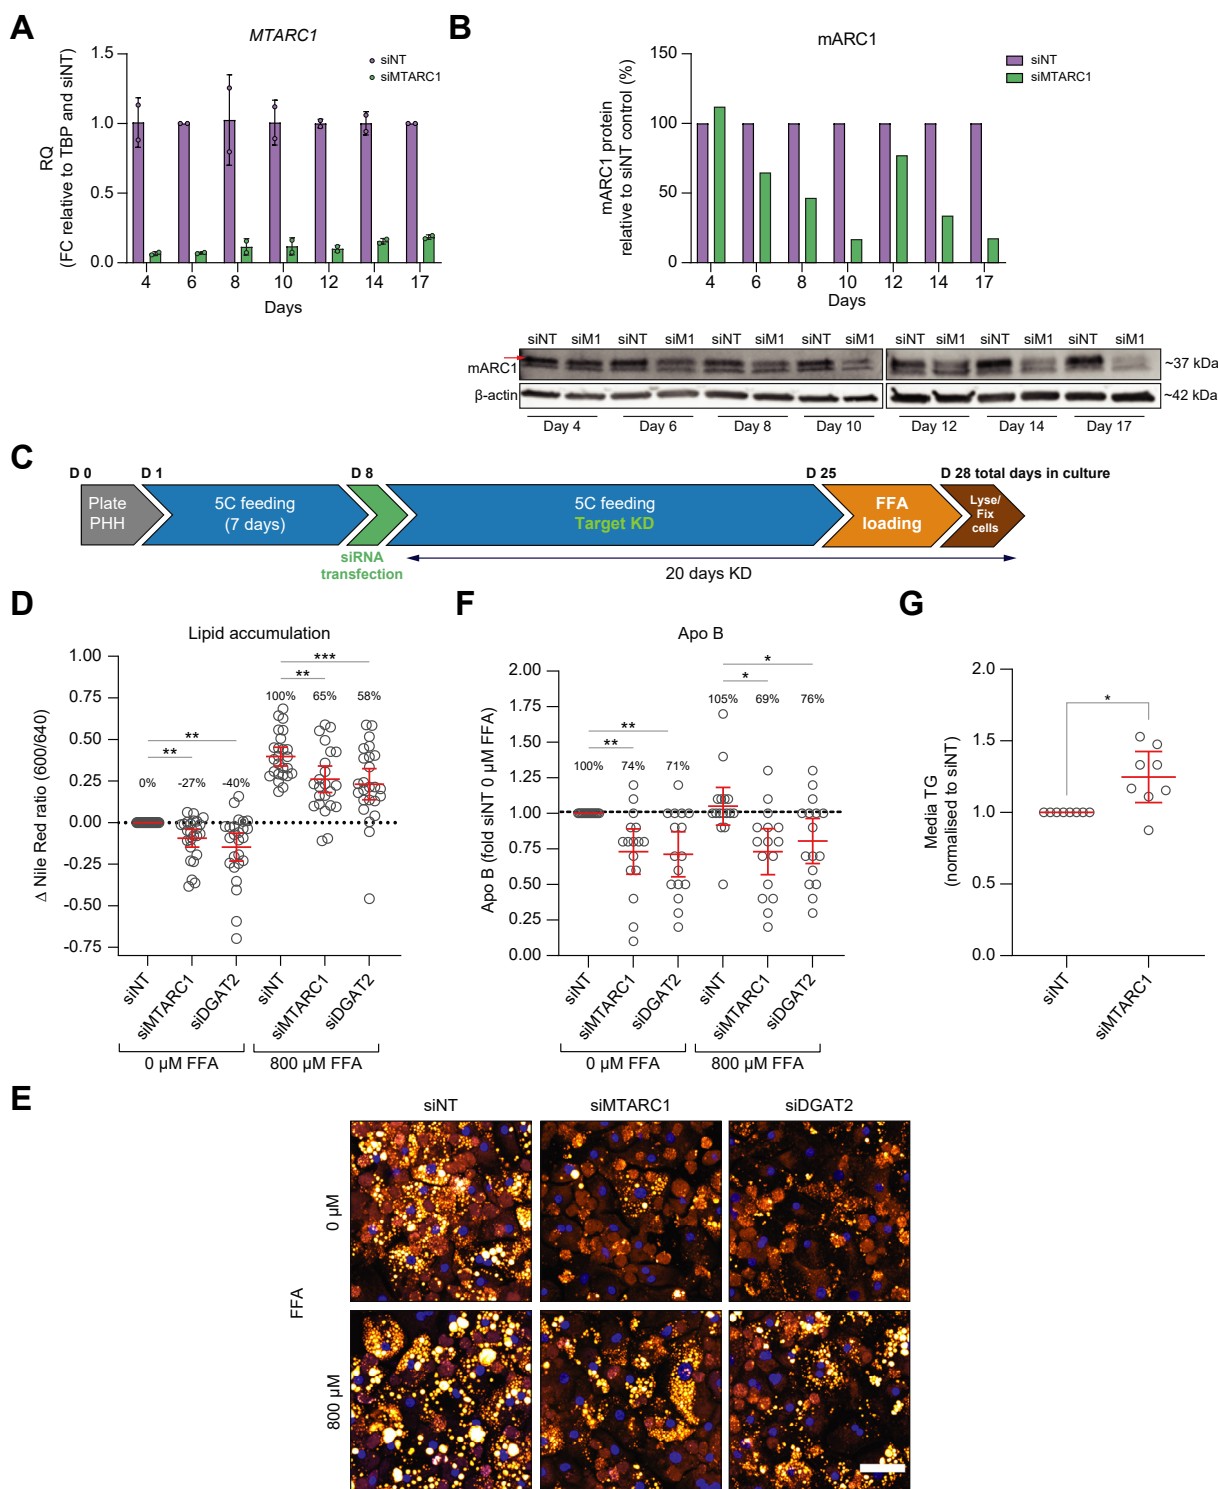 A
MTARC1
RQ
(FC relative to TBP and siNT)
1.5
1.0
0.5
0.0
siNT
siMTARC1
4 6 8 10 12 14 17
Days
B
mARC1
mARC1 protein
relative to siNT control (%)
150
100
50
0
siNT
siMTARC1
4 6 8 10 12 14 17
Days
siNT siM1 siNT siM1 siNT siM1 siNT siM1 siNT siM1 siNT siM1 siNT siM1
mARC1
~37 kDa
β-actin
~42 kDa
Day 4 Day 6 Day 8 Day 10 Day 12 Day 14 Day 17
C
D 0 D 1 D 8 D 25 D 28 total days in culture
Plate
PHH
5C feeding
(7 days)
siRNA
transfection
5C feeding
Target KD
FFA
loading
Lyse/
Fix
cells
20 days KD
D
Lipid accumulation
Δ Nile Red ratio (600/640)
1.00
0.75
0.50
0.25
0.00
-0.25
-0.50
-0.75
***
**
100% 65% 58%
**
**
0% -27% -40%
siNT siMTARC1 siDGAT2 siNT siMTARC1 siDGAT2
0 µM FFA 800 µM FFA
F
Apo B
Apo B (fold siNT 0 µM FFA)
2.00
1.75
1.50
1.25
1.00
0.75
0.50
0.25
0.00
*
*
105% 69% 76%
**
**
100% 74% 71%
siNT siMTARC1 siDGAT2 siNT siMTARC1 siDGAT2
0 µM FFA 800 µM FFA
G
Media TG
(normalised to siNT)
2.0
1.5
1.0
0.0
*
siNT siMTARC1
E
siNT siMTARC1 siDGAT2
FFA
0 µM
800 µM